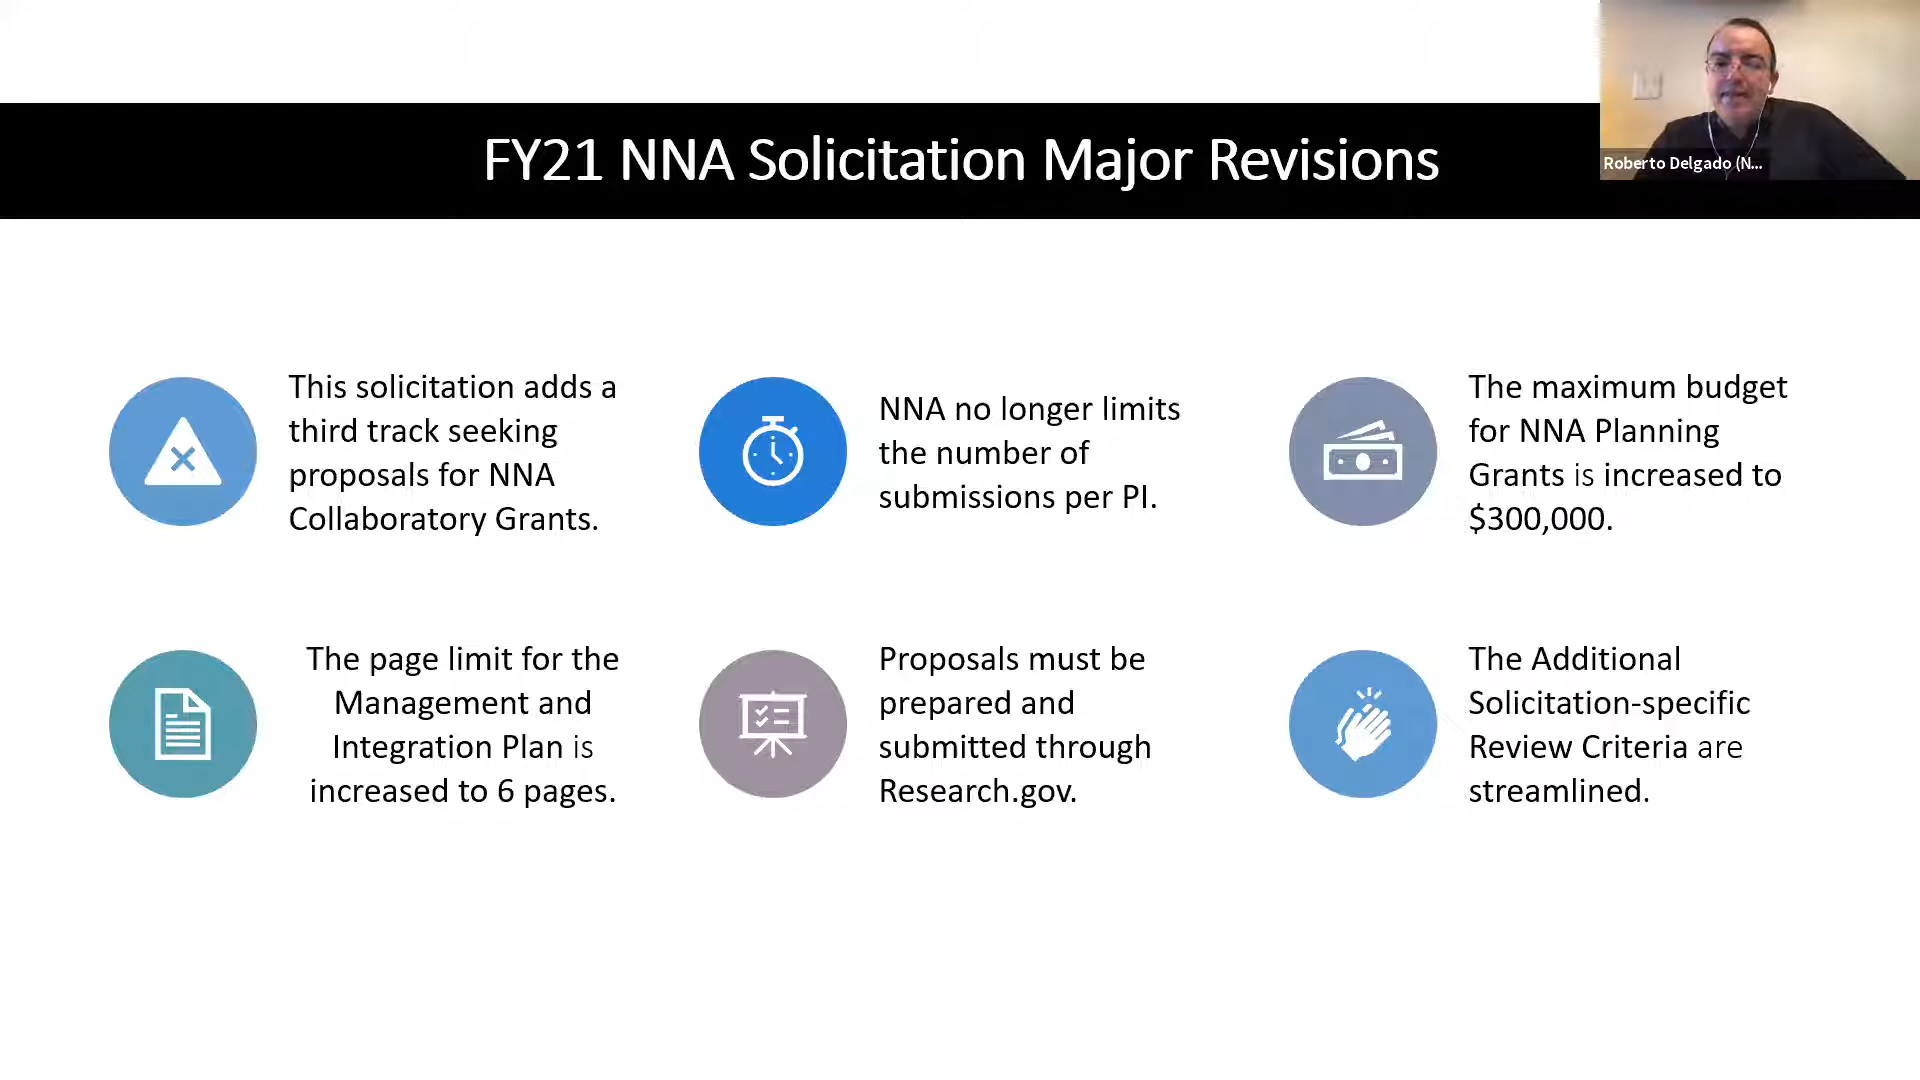 FY21 NNA Solicitation Major Revisions
Roberto Delgado (N...
This solicitation adds a
third track seeking
proposals for NNA
Collaboratory Grants.
NNA no longer limits
the number of
submissions per PI.
The maximum budget
for NNA Planning
Grants is increased to
$300,000.
The page limit for the
Management and
Integration Plan is
increased to 6 pages.
Proposals must be
prepared and
submitted through
Research.gov.
The Additional
Solicitation-specific
Review Criteria are
streamlined.